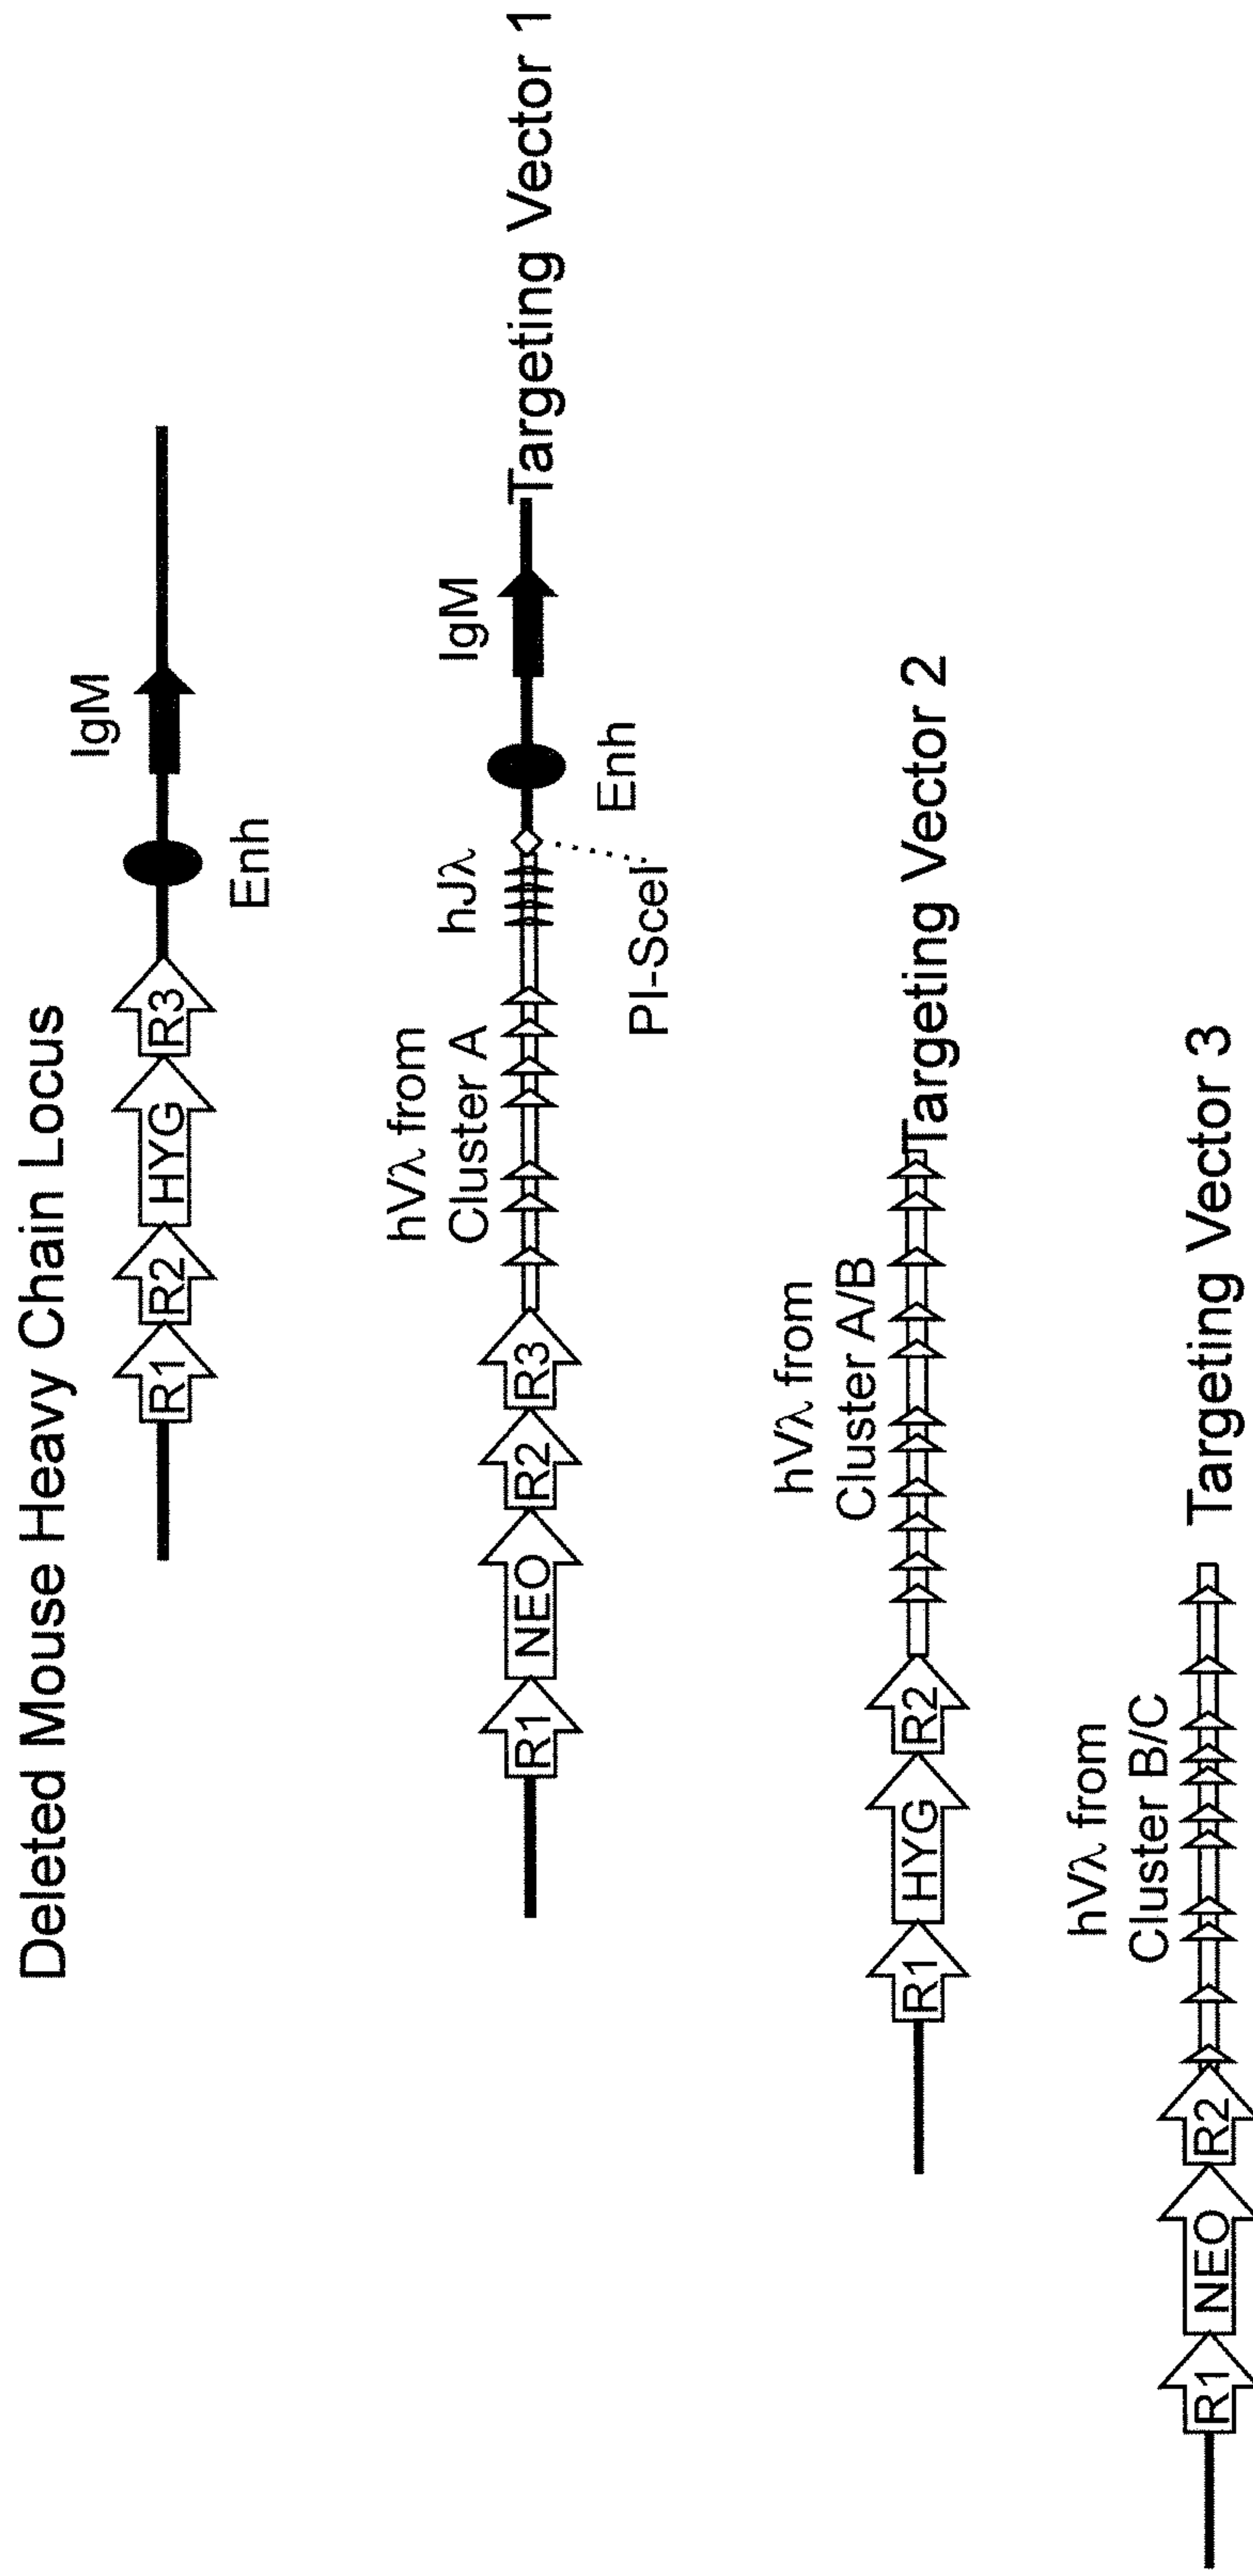 Deleted Mouse Heavy Chain Locus
IgM
R1 R2 HYG R3
Enh
hVλ from
Cluster A
hJλ
IgM
R1 NEO R2 R3
Targeting Vector 1
Enh
PI-SceI
hVλ from
Cluster A/B
R1 HYG R2
Targeting Vector 2
hVλ from
Cluster B/C
R1 NEO R2
Targeting Vector 3